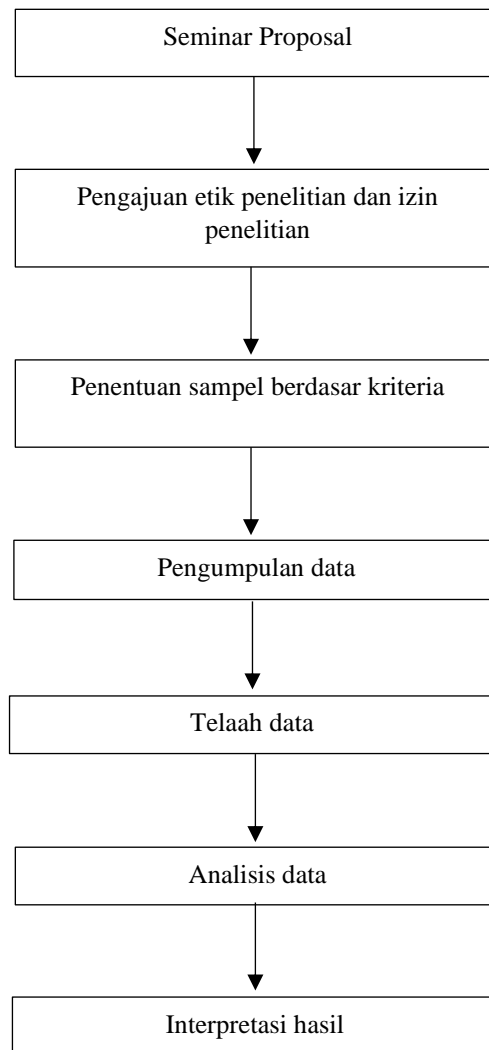 Seminar Proposal
Pengajuan etik penelitian dan izin
penelitian
Penentuan sampel berdasar kriteria
Pengumpulan data
Telaah data
Analisis data
Interpretasi hasil